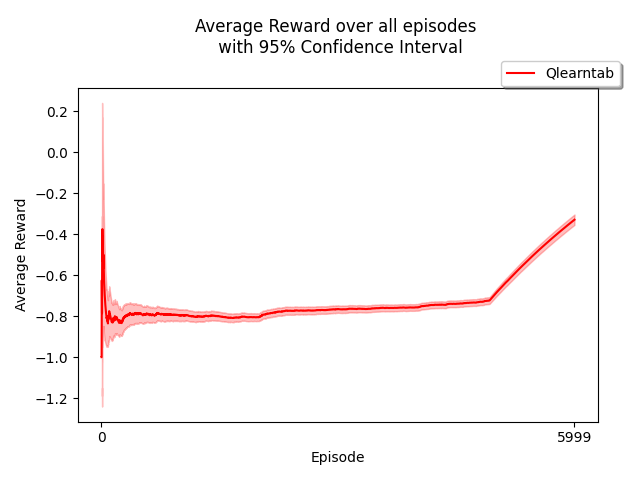 Average Reward over all episodes
with 95% Confidence Interval
Qlearntab
0.2
0.0
−0.2
−0.4
−0.6
−0.8
−1.0
−1.2
Average Reward
0
5999
Episode